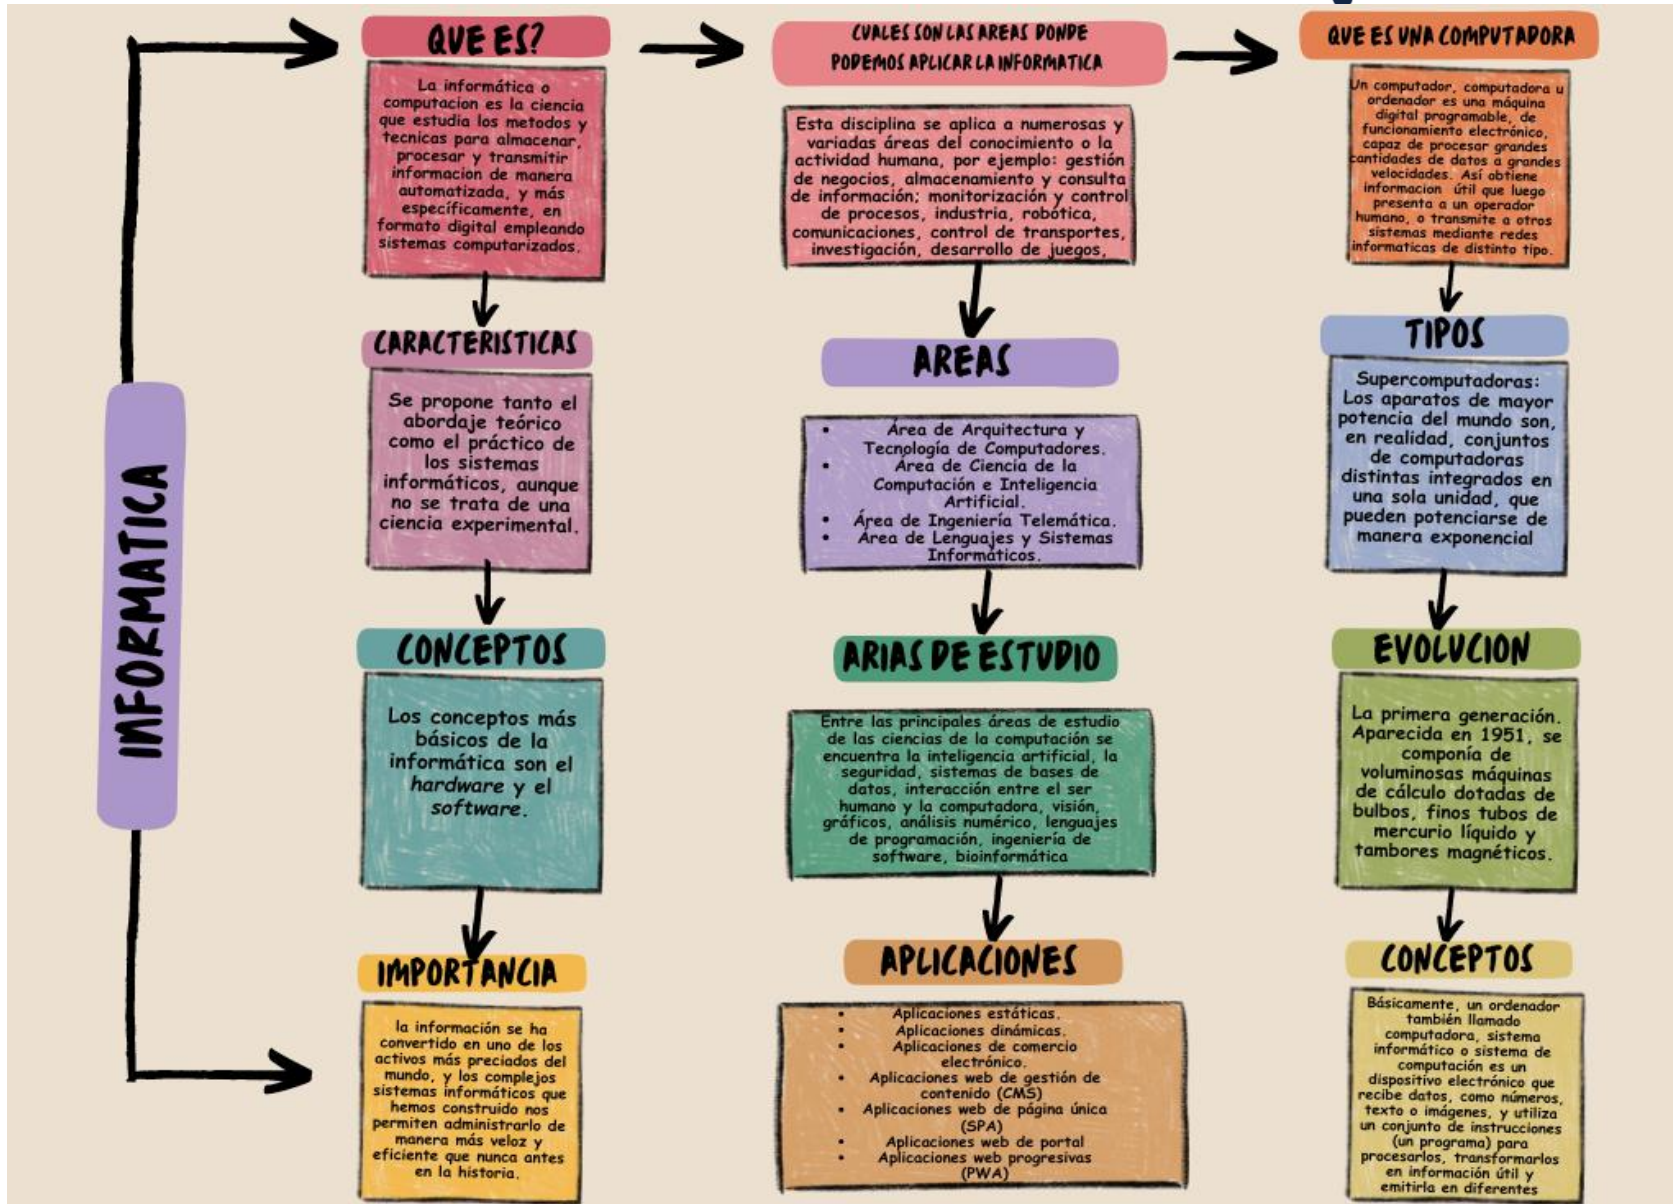 INFORMATICA
QUE ES?
La informática o
computacion es la ciencia
que estudia los metodos y
tecnicas para almacenar,
procesar y transmitir
informacion de manera
automatizada, y más
específicamente, en
formato digital empleando
sistemas computarizados.
CARACTERISTICAS
Se propone tanto el
abordaje teórico
como el práctico de
los sistemas
informáticos, aunque
no se trata de una
ciencia experimental.
CONCEPTOS
Los conceptos más
básicos de la
informática son el
hardware y el
software.
IMPORTANCIA
la información se ha
convertido en uno de los
activos más preciados del
mundo, y los complejos
sistemas informáticos que
hemos construido nos
permiten administrarlo de
manera más veloz y
eficiente que nunca antes
en la historia.
CUALES SON LAS AREAS DONDE
PODEMOS APLICAR LA INFORMATICA
Esta disciplina se aplica a numerosas y
variadas áreas del conocimiento o la
actividad humana, por ejemplo: gestión
de negocios, almacenamiento y consulta
de información; monitorización y control
de procesos, industria, robótica,
comunicaciones, control de transportes,
investigación, desarrollo de juegos,
AREAS
• Área de Arquitectura y
Tecnología de Computadores.
• Área de Ciencia de la
Computación e Inteligencia
Artificial.
• Área de Ingeniería Telemática.
• Área de Lenguajes y Sistemas
Informáticos.
ARIAS DE ESTUDIO
Entre las principales áreas de estudio
de las ciencias de la computación se
encuentra la inteligencia artificial, la
seguridad, sistemas de bases de
datos, interacción entre el ser
humano y la computadora, visión,
gráficos, análisis numérico, lenguajes
de programación, ingeniería de
software, bioinformática
APLICACIONES
• Aplicaciones estáticas.
• Aplicaciones dinámicas.
• Aplicaciones de comercio
electrónico.
• Aplicaciones web de gestión de
contenido (CMS)
• Aplicaciones web de página única
(SPA)
• Aplicaciones web de portal
• Aplicaciones web progresivas
(PWA)
QUE ES UNA COMPUTADORA
Un computador, computadora u
ordenador es una máquina
digital programable, de
funcionamiento electrónico,
capaz de procesar grandes
cantidades de datos a grandes
velocidades. Así obtiene
informacion útil que luego
presenta a un operador
humano, o transmite a otros
sistemas mediante redes
informaticas de distinto tipo.
TIPOS
Supercomputadoras:
Los aparatos de mayor
potencia del mundo son,
en realidad, conjuntos
de computadoras
distintas integrados en
una sola unidad, que
pueden potenciarse de
manera exponencial
EVOLUCION
La primera generación.
Aparecida en 1951, se
componía de
voluminosas máquinas
de cálculo dotadas de
bulbos, finos tubos de
mercurio líquido y
tambores magnéticos.
CONCEPTOS
Básicamente, un ordenador
también llamado
computadora, sistema
informático o sistema de
computación es un
dispositivo electrónico que
recibe datos, como números,
texto o imágenes, y utiliza
un conjunto de instrucciones
(un programa) para
procesarlos, transformarlos
en información útil y
emitirla en diferentes